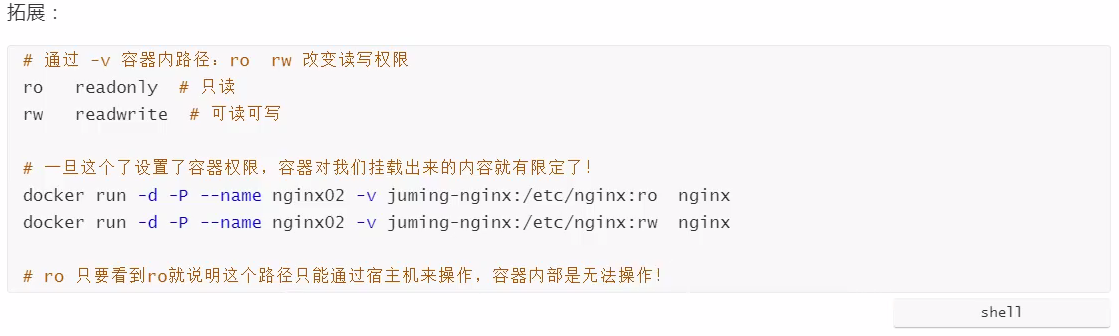 拓展：
# 通过 -v 容器内路径：ro  rw 改变读写权限
ro   readonly  # 只读
rw   readwrite  # 可读可写
# 一旦这个了设置了容器权限，容器对我们挂载出来的内容就有限定了！
docker run -d -P --name nginx02 -v juming-nginx:/etc/nginx:ro  nginx
docker run -d -P --name nginx02 -v juming-nginx:/etc/nginx:rw  nginx
# ro 只要看到ro就说明这个路径只能通过宿主机来操作，容器内部是无法操作！
shell